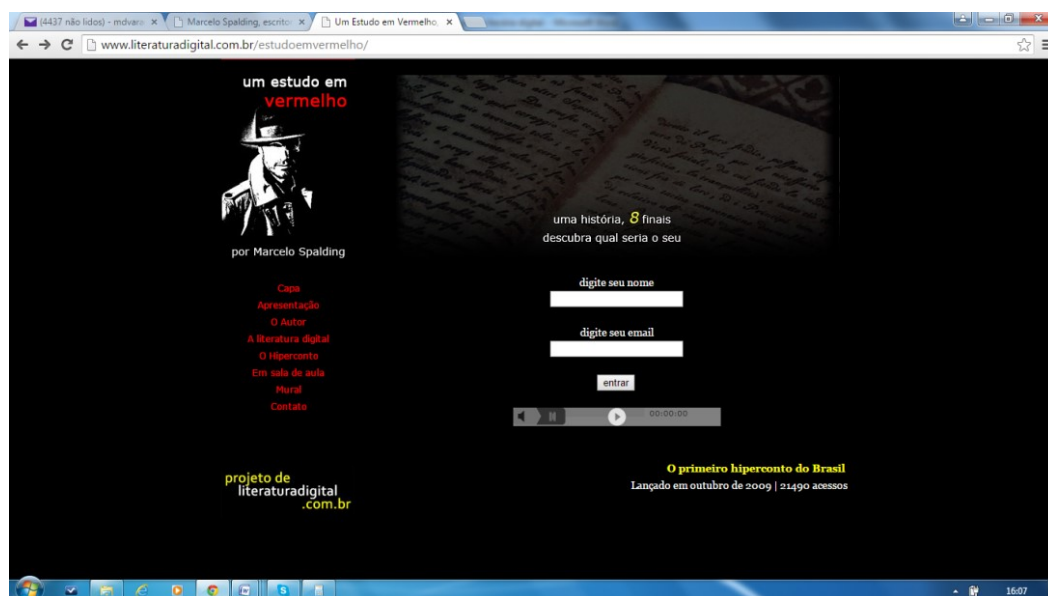 (4437 não lidos) - mdvara
Marcelo Spalding, escrito
Um Estudo em Vermelho,
www.literaturadigital.com.br/estudoemvermelho/
um estudo em
vermelho
por Marcelo Spalding
Capa
Apresentação
O Autor
A literatura digital
O Hiperconto
Em sala de aula
Mural
Contato
projeto de
literaturadigital
.com.br
uma história, 8 finais
descubra qual seria o seu
digite seu nome
digite seu email
entrar
00:00:00
O primeiro hiperconto do Brasil
Lançado em outubro de 2009 | 21490 acessos
16:07